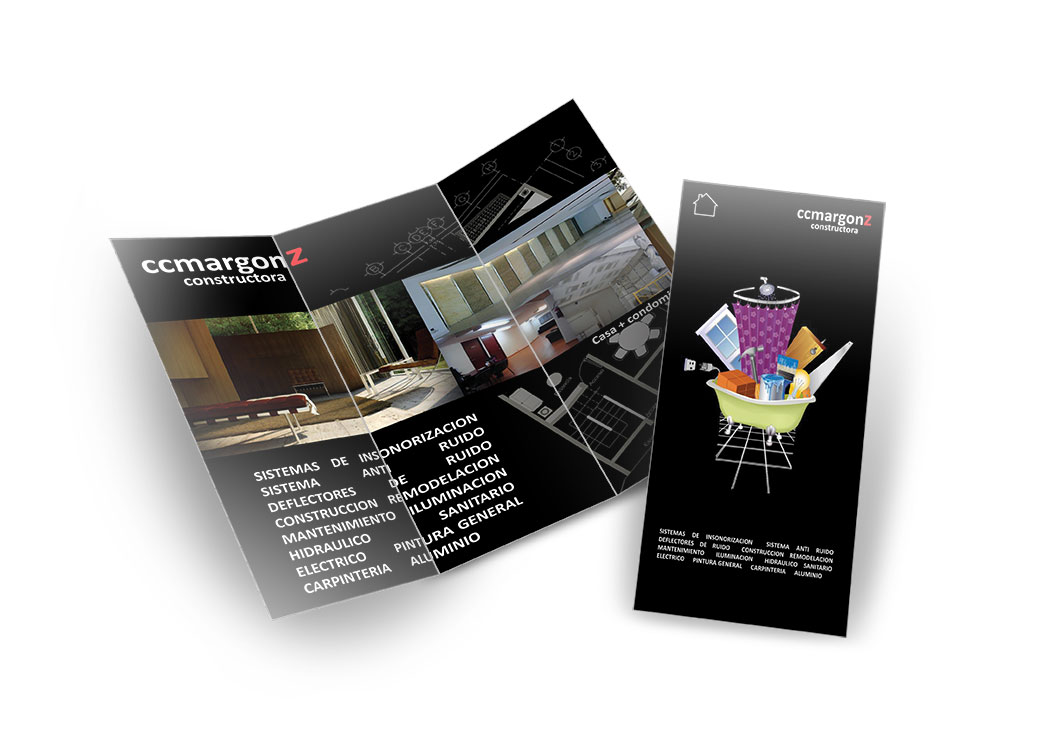 ccmargonz
constructora
Casa + condom
SISTEMAS DE INSONORIZACION
SISTEMA ANTI RUIDO
DEFLECTORES DE RUIDO
CONSTRUCCION REMODELACION
MANTENIMIENTO ILUMINACION
HIDRAULICO SANITARIO
ELECTRICO PINTURA GENERAL
CARPINTERIA ALUMINIO
ccmargonz
constructora
SISTEMAS DE INSONORIZACION SISTEMA ANTI RUIDO
DEFLECTORES DE RUIDO CONSTRUCCION REMODELACION
MANTENIMIENTO ILUMINACION HIDRAULICO SANITARIO
ELECTRICO PINTURA GENERAL CARPINTERIA ALUMINIO